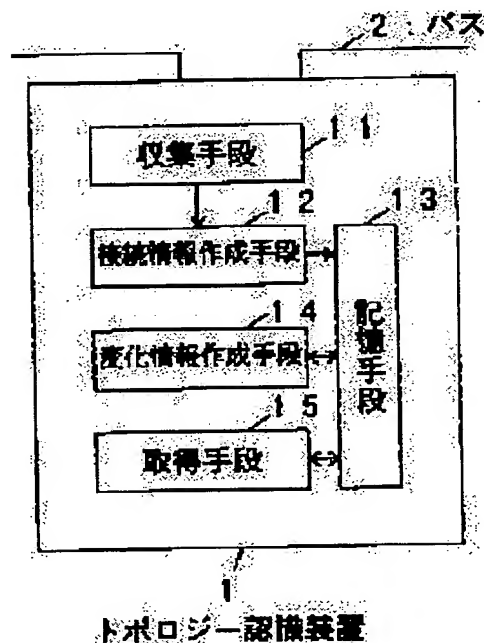 2 : バス
収集手段
11
12
13
接続情報作成手段
記憶手段
14
変化情報作成手段
15
取得手段
1
トポロジー認識装置